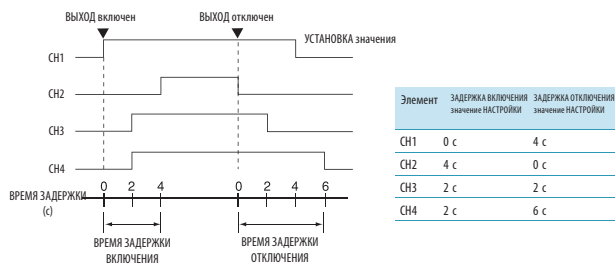 ВЫХОД включен
ВЫХОД отключен
УСТАНОВКА значения
CH1
CH2
CH3
CH4
0 2 4 0 2 4 6
ВРЕМЯ ЗАДЕРЖКИ
(с)
ВРЕМЯ ЗАДЕРЖКИ
ВКЛЮЧЕНИЯ
ВРЕМЯ ЗАДЕРЖКИ
ОТКЛЮЧЕНИЯ
Элемент ЗАДЕРЖКА ВКЛЮЧЕНИЯ ЗАДЕРЖКА ОТКЛЮЧЕНИЯ
значение НАСТРОЙКИ значение НАСТРОЙКИ
CH1 0 с 4 с
CH2 4 с 0 с
CH3 2 с 2 с
CH4 2 с 6 с